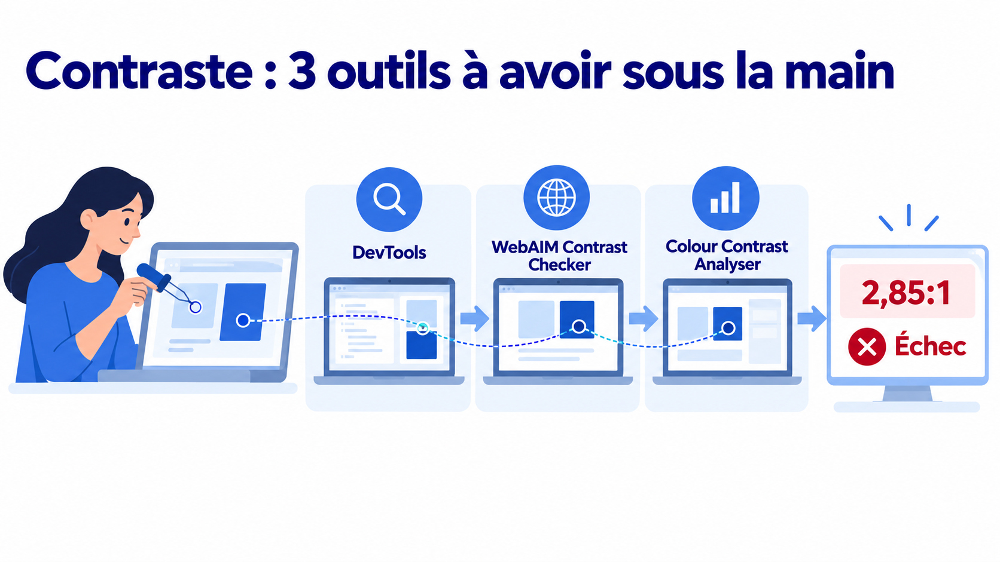 Contraste : 3 outils à avoir sous la main
DevTools
WebAIM Contrast
Checker
Colour Contrast
Analyser
2,85:1
Échec